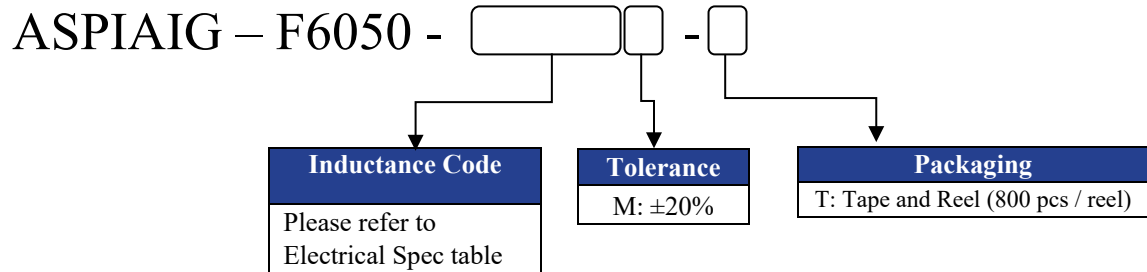 ASPIAIG – F6050 - -
Inductance Code
Please refer to
Electrical Spec table
Tolerance
M: ±20%
Packaging
T: Tape and Reel (800 pcs / reel)